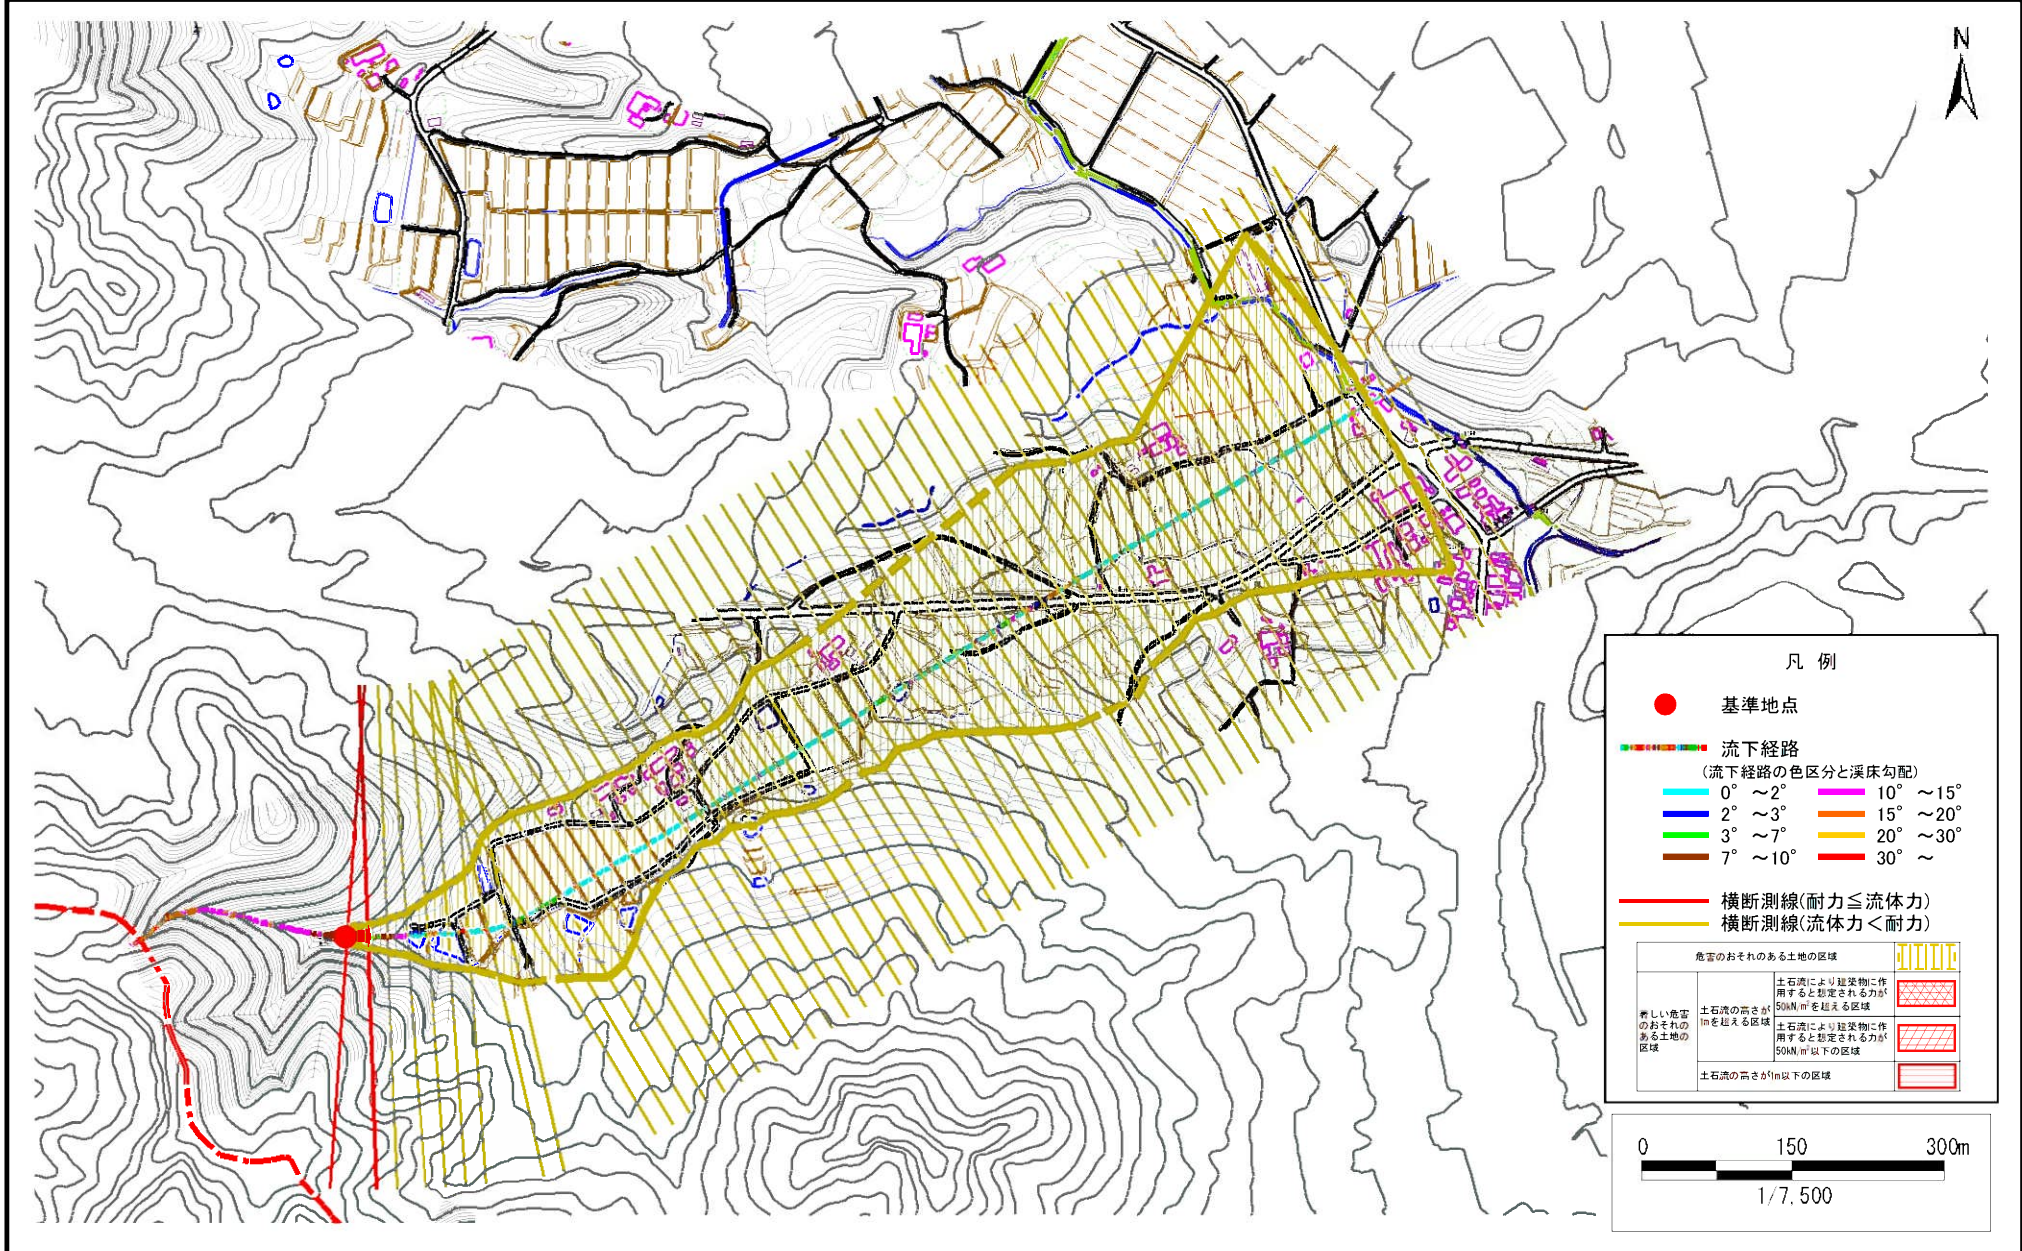 N
凡 例
基準地点
流下経路
(流下経路の色区分と渓床勾配)
0° ～2° 10° ～15°
2° ～3° 15° ～20°
3° ～7° 20° ～30°
7° ～10° 30° ～
横断測線(耐力≦流体力)
横断測線(流体力＜耐力)
危害のおそれのある土地の区域
著しい危害
のおそれの
ある土地の
区域
土石流の高さが
1mを超える区域
土石流により建築物に作
用すると想定される力が
50kN/m²を超える区域
土石流により建築物に作
用すると想定される力が
50kN/m²以下の区域
土石流の高さが1m以下の区域
0 150 300m
1/7,500